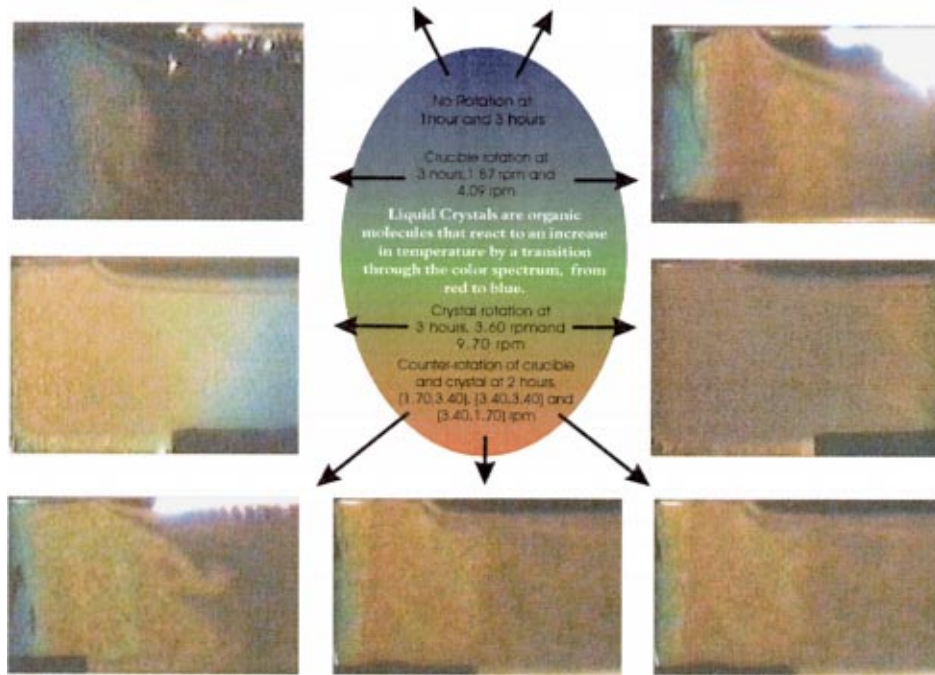 No Rotation at
1 hour and 3 hours
Crucible rotation at
3 hours, 1.87 rpm and
4.09 rpm
Liquid Crystals are organic
molecules that react to an increase
in temperature by a transition
through the color spectrum, from
red to blue.
Crystal rotation at
3 hours, 3.60 rpmand
9.70 rpm
Counter-rotation of crucible
and crystal at 2 hours,
(1.70,3.40), (3.40,3.40) and
(3.40,1.70) rpm